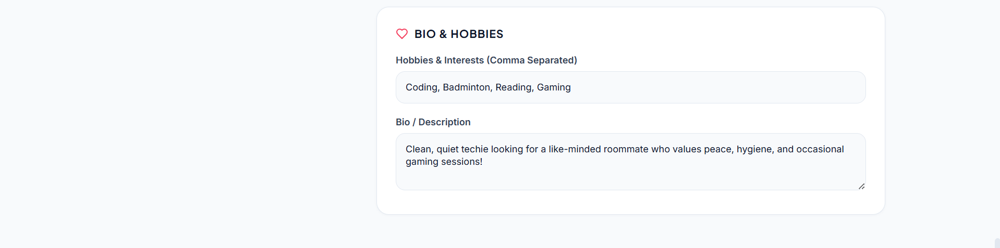 BIO & HOBBIES
Hobbies & Interests (Comma Separated)
Coding, Badminton, Reading, Gaming
Bio / Description
Clean, quiet techie looking for a like-minded roommate who values peace, hygiene, and occasional
gaming sessions!